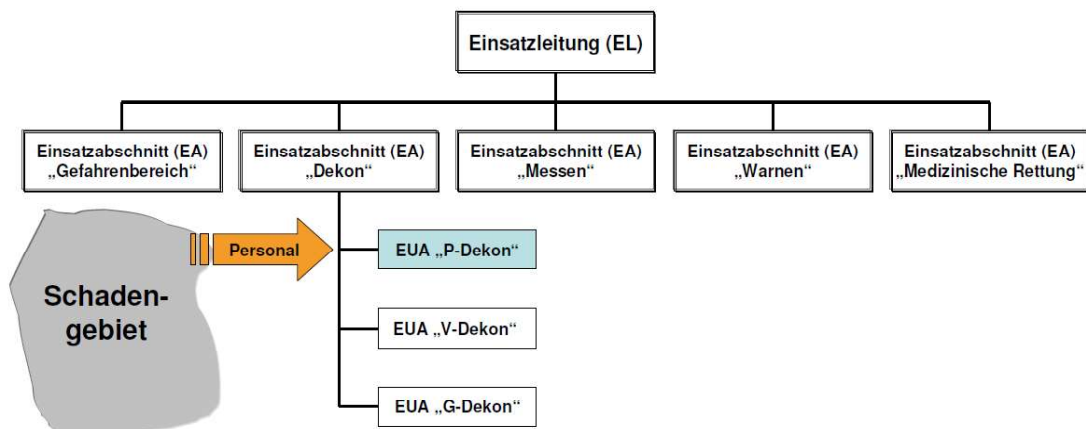 Einsatzleitung (EL)
Einsatzabschnitt (EA)
„Gefahrenbereich“
Einsatzabschnitt (EA)
„Dekon“
Einsatzabschnitt (EA)
„Messen“
Einsatzabschnitt (EA)
„Warnen“
Einsatzabschnitt (EA)
„Medizinische Rettung“
Schaden-
gebiet
Personal
EUA „P-Dekon“
EUA „V-Dekon“
EUA „G-Dekon“